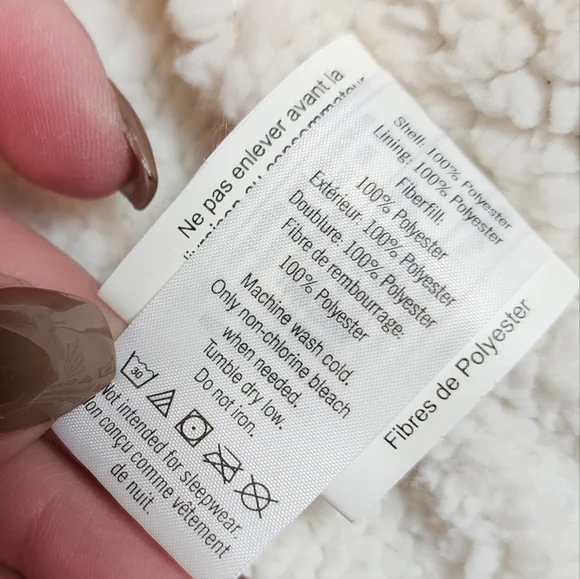 Ne pas enlever avant la
Shell: 100% Polyester
Lining: 100% Polyester
Fiberfill:
100% Polyester
Extérieur: 100% Polyester
Doublure: 100% Polyester
Fibre de rembourrage:
100% Polyester
Machine wash cold.
Only non-chlorine bleach
when needed.
Tumble dry low.
Do not iron.
30
Not intended for sleepwear.
Non conçu comme vêtement
de nuit.
Fibres de Polyester